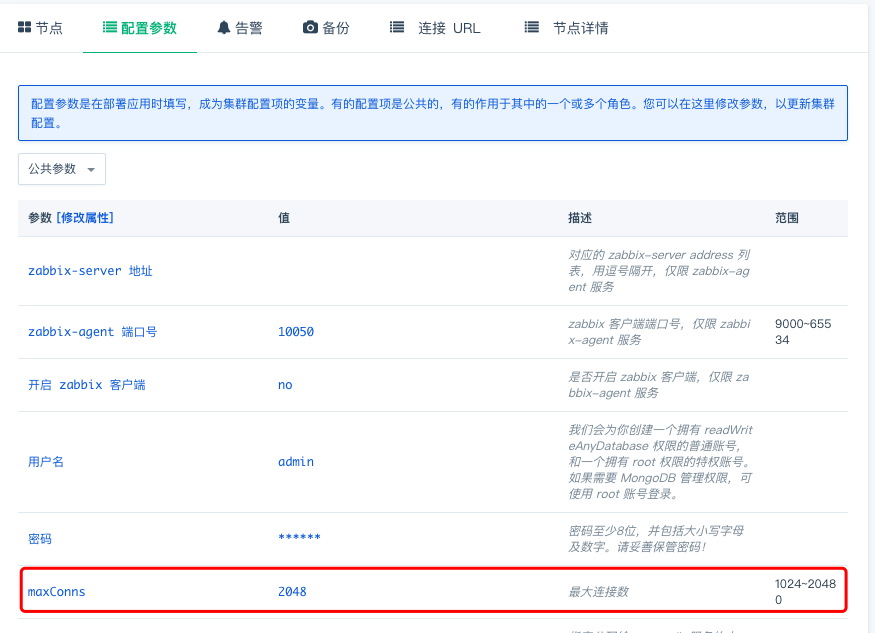 节点 配置参数 告警 备份 连接 URL 节点详情
配置参数是在部署应用时填写，成为集群配置项的变量。有的配置项是公共的，有的作用于其中的一个或多个角色。您可以在这里修改参数，以更新集群
配置。
公共参数
参数 [修改属性] 值 描述 范围
zabbix-server 地址
对应的 zabbix-server address 列
表，用逗号隔开，仅限 zabbix-ag
ent 服务
zabbix-agent 端口号 10050
zabbix 客户端端口号，仅限 zabbi
x-agent 服务
9000~655
34
开启 zabbix 客户端 no
是否开启 zabbix 客户端，仅限 za
bbix-agent 服务
用户名 admin
我们会为你创建一个拥有 readWrit
eAnyDatabase 权限的普通账号，
和一个拥有 root 权限的特权账号。
如果需要 MongoDB 管理权限，可
使用 root 账号登录。
密码 ******
密码至少8位，并包括大小写字母
及数字。请妥善保管密码！
maxConns 2048 最大连接数
1024~2048
0